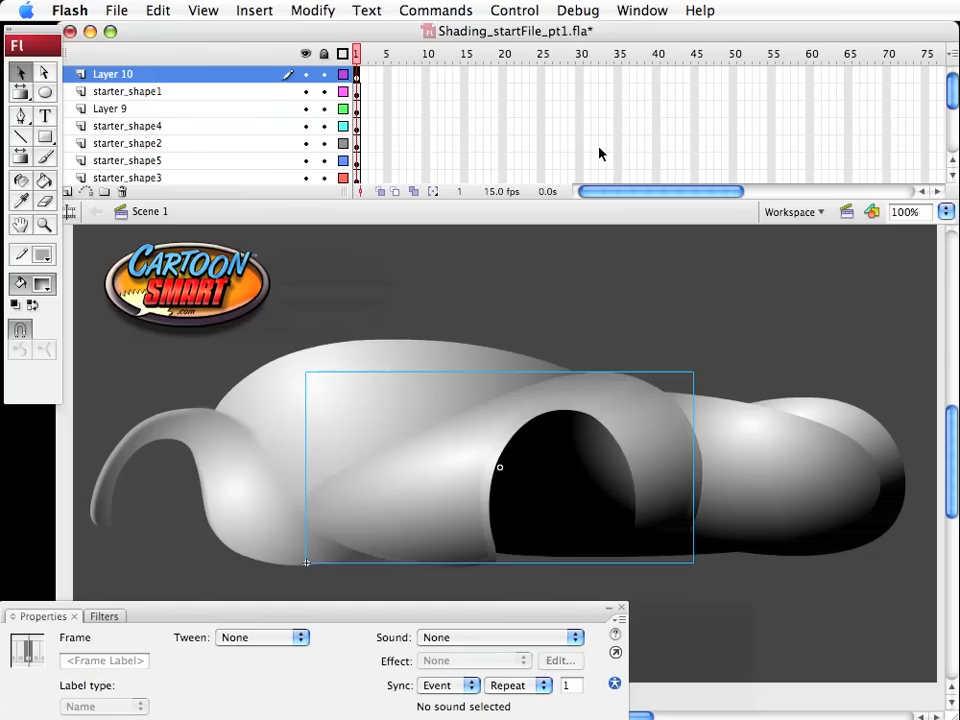 Flash File Edit View Insert Modify Text Commands Control Debug Window Help
Shading_startFile_pt1.fla*
Fl
1 5 10 15 20 25 30 35 40 45 50 55 60 65 70 75
Layer 10
starter_shape1
Layer 9
starter_shape4
starter_shape2
starter_shape5
starter_shape3
1 15.0 fps 0.0s
Scene 1
Workspace
100%
T
CARTOON
SMART
.com
Properties Filters
Frame
Tween: None
Sound: None
<Frame Label>
Effect: None Edit...
Label type:
Sync: Event Repeat 1
Name
No sound selected